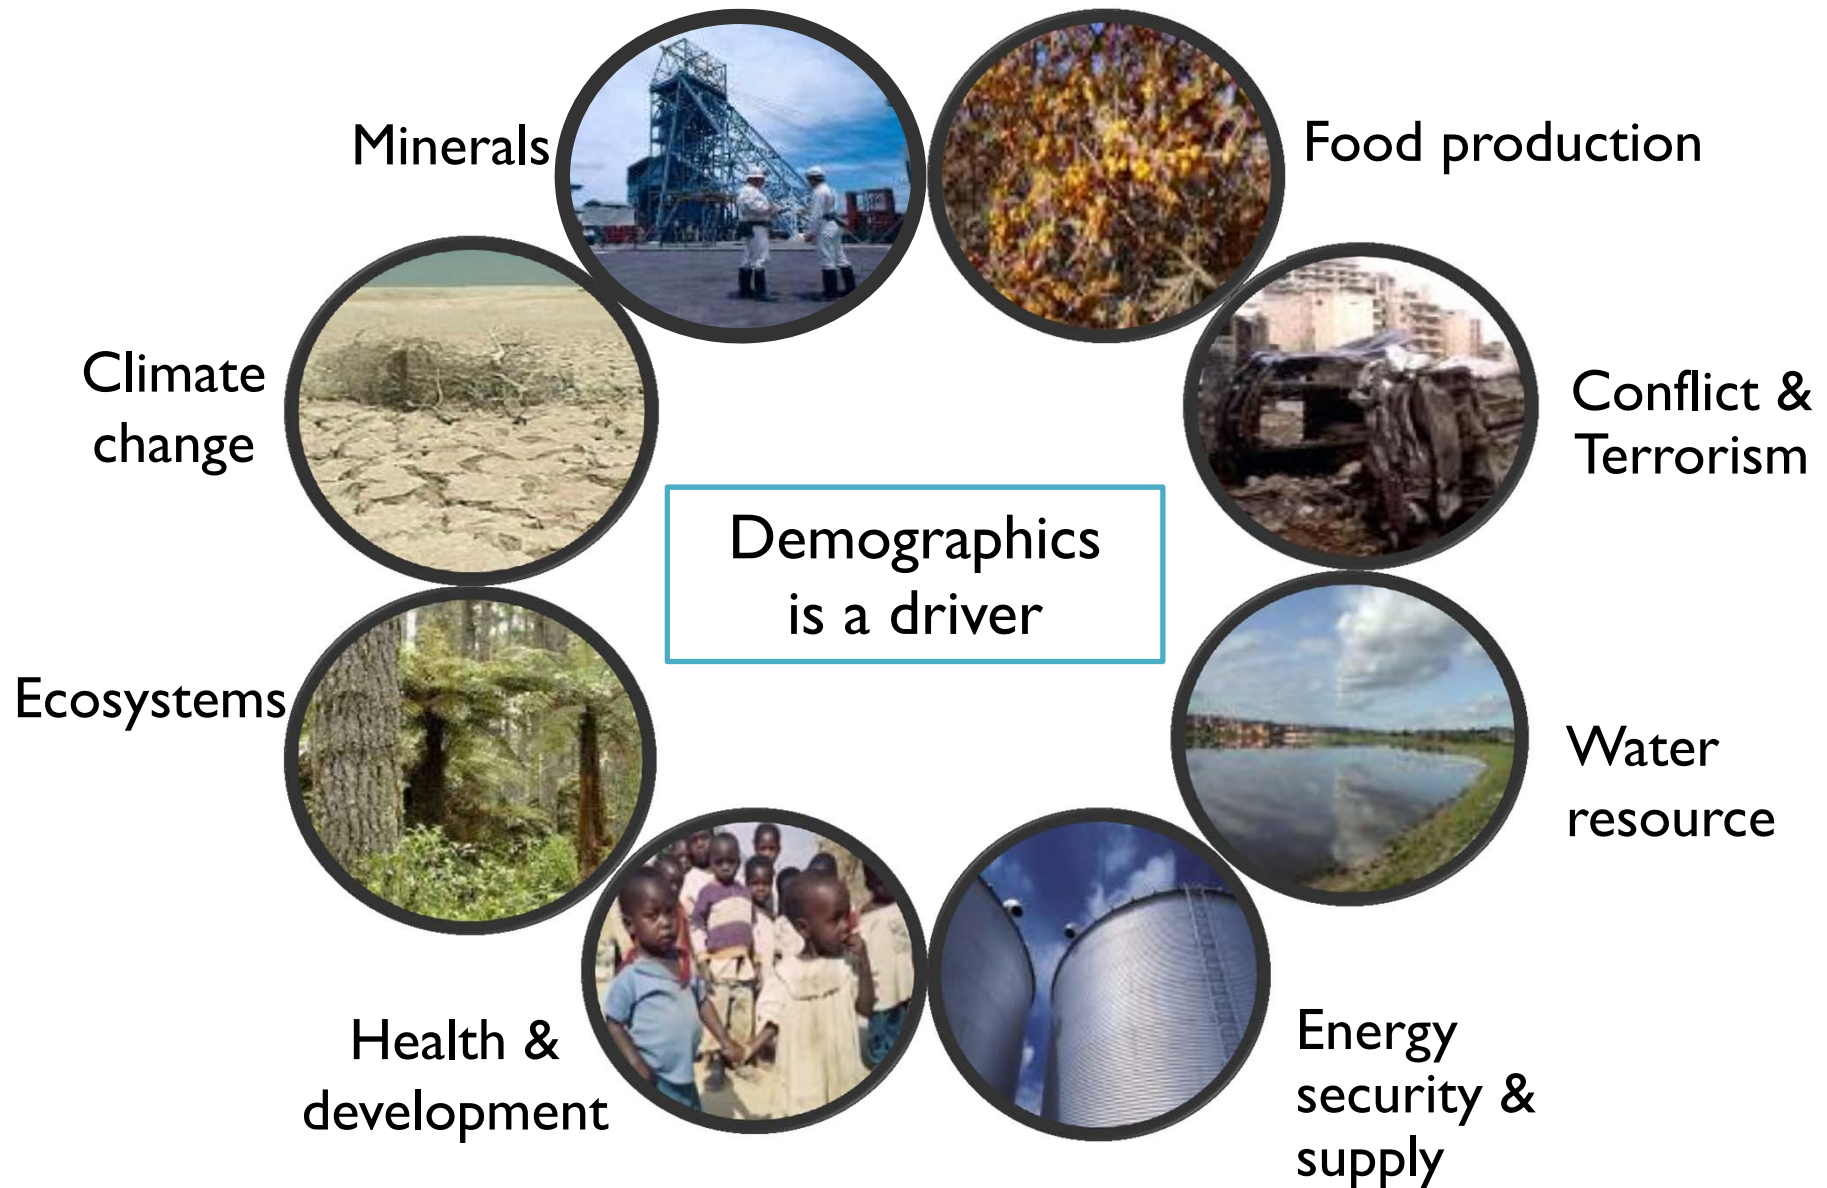 Minerals
Food production
Climate
change
Conflict &
Terrorism
Demographics
is a driver
Ecosystems
Water
resource
Health &
development
Energy
security &
supply